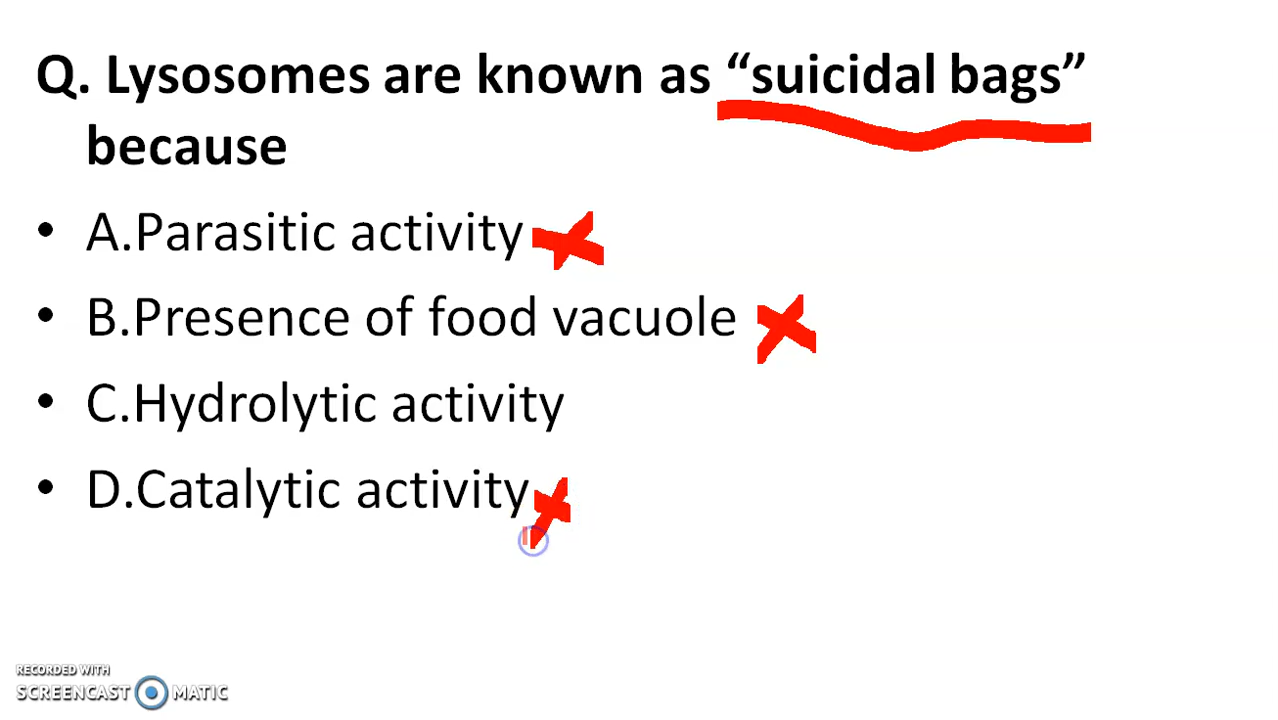 Q. Lysosomes are known as “suicidal bags”
because
• A.Parasitic activity
• B.Presence of food vacuole
• C.Hydrolytic activity
• D.Catalytic activity
RECORDED WITH
SCREENCAST MATIC